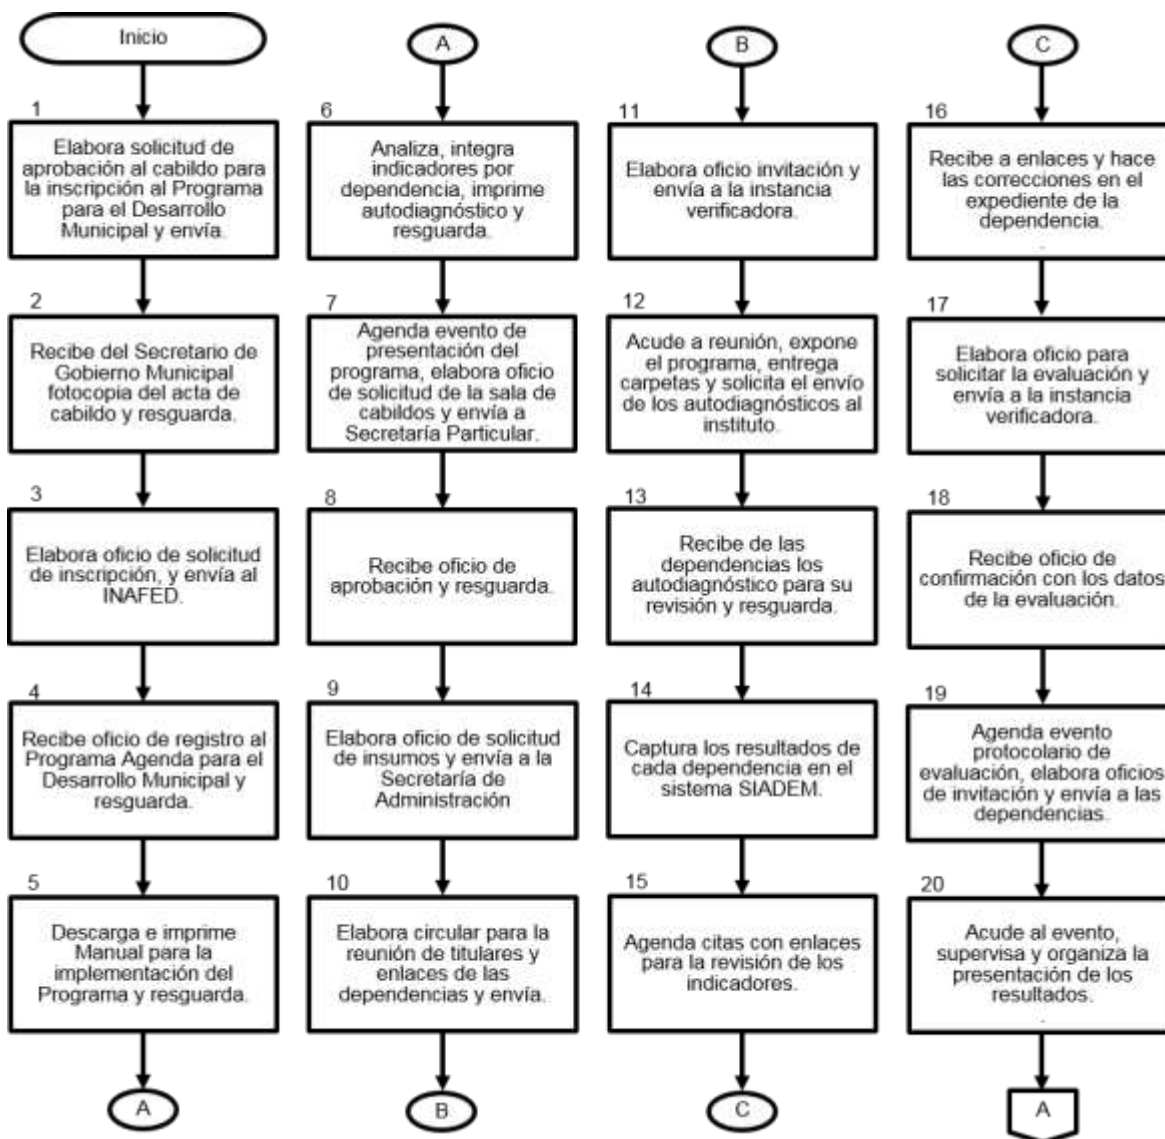 Inicio
1
Elabora solicitud de
aprobación al cabildo para
la inscripción al Programa
para el Desarrollo
Municipal y envía.
2
Recibe del Secretario de
Gobierno Municipal
fotocopia del acta de
cabildo y resguarda.
3
Elabora oficio de solicitud
de inscripción, y envía al
INAFED.
4
Recibe oficio de registro al
Programa Agenda para el
Desarrollo Municipal y
resguarda.
5
Descarga e imprime
Manual para la
implementación del
Programa y resguarda.
A
A
6
Analiza, integra
indicadores por
dependencia, imprime
autodiagnóstico y
resguarda.
7
Agenda evento de
presentación del
programa, elabora oficio
de solicitud de la sala de
cabildos y envía a
Secretaría Particular.
8
Recibe oficio de
aprobación y resguarda.
9
Elabora oficio de solicitud
de insumos y envía a la
Secretaría de
Administración
10
Elabora circular para la
reunión de titulares y
enlaces de las
dependencias y envía.
B
B
11
Elabora oficio invitación y
envía a la instancia
verificadora.
12
Acude a reunión, expone
el programa, entrega
carpetas y solicita el envío
de los autodiagnósticos al
instituto.
13
Recibe de las
dependencias los
autodiagnóstico para su
revisión y resguarda.
14
Captura los resultados de
cada dependencia en el
sistema SIADEM.
15
Agenda citas con enlaces
para la revisión de los
indicadores.
C
C
16
Recibe a enlaces y hace
las correcciones en el
expediente de la
dependencia.
.
17
Elabora oficio para
solicitar la evaluación y
envía a la instancia
verificadora.
18
Recibe oficio de
confirmación con los datos
de la evaluación.
19
Agenda evento
protocolario de
evaluación, elabora oficios
de invitación y envía a las
dependencias.
20
Acude al evento,
supervisa y organiza la
presentación de los
resultados.
.
A